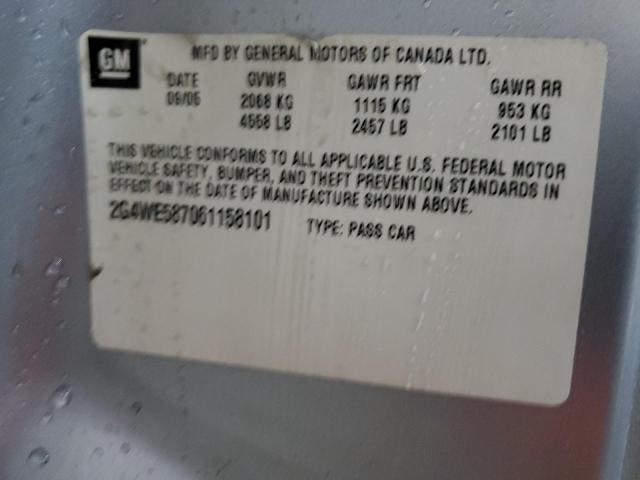 GM
MFD BY GENERAL MOTORS OF CANADA LTD.
DATE GVWR GAWR FRT GAWR RR
09/05 2068 KG 1115 KG 953 KG
4558 LB 2457 LB 2101 LB
THIS VEHICLE CONFORMS TO ALL APPLICABLE U.S. FEDERAL MOTOR
VEHICLE SAFETY, BUMPER, AND THEFT PREVENTION STANDARDS IN
EFFECT ON THE DATE OF MANUFACTURE SHOWN ABOVE.
2G4WE587061158101 TYPE: PASS CAR